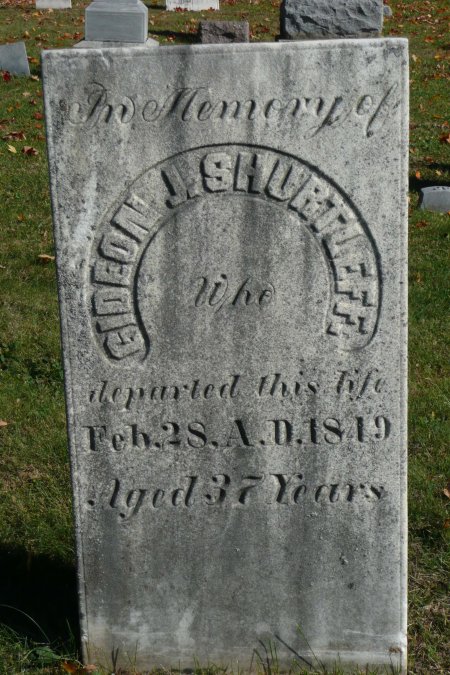 In Memory of
GIDEON J. SHURTLEFF
Who
departed this life
Feb. 28, A.D. 1849
Aged 37 Years